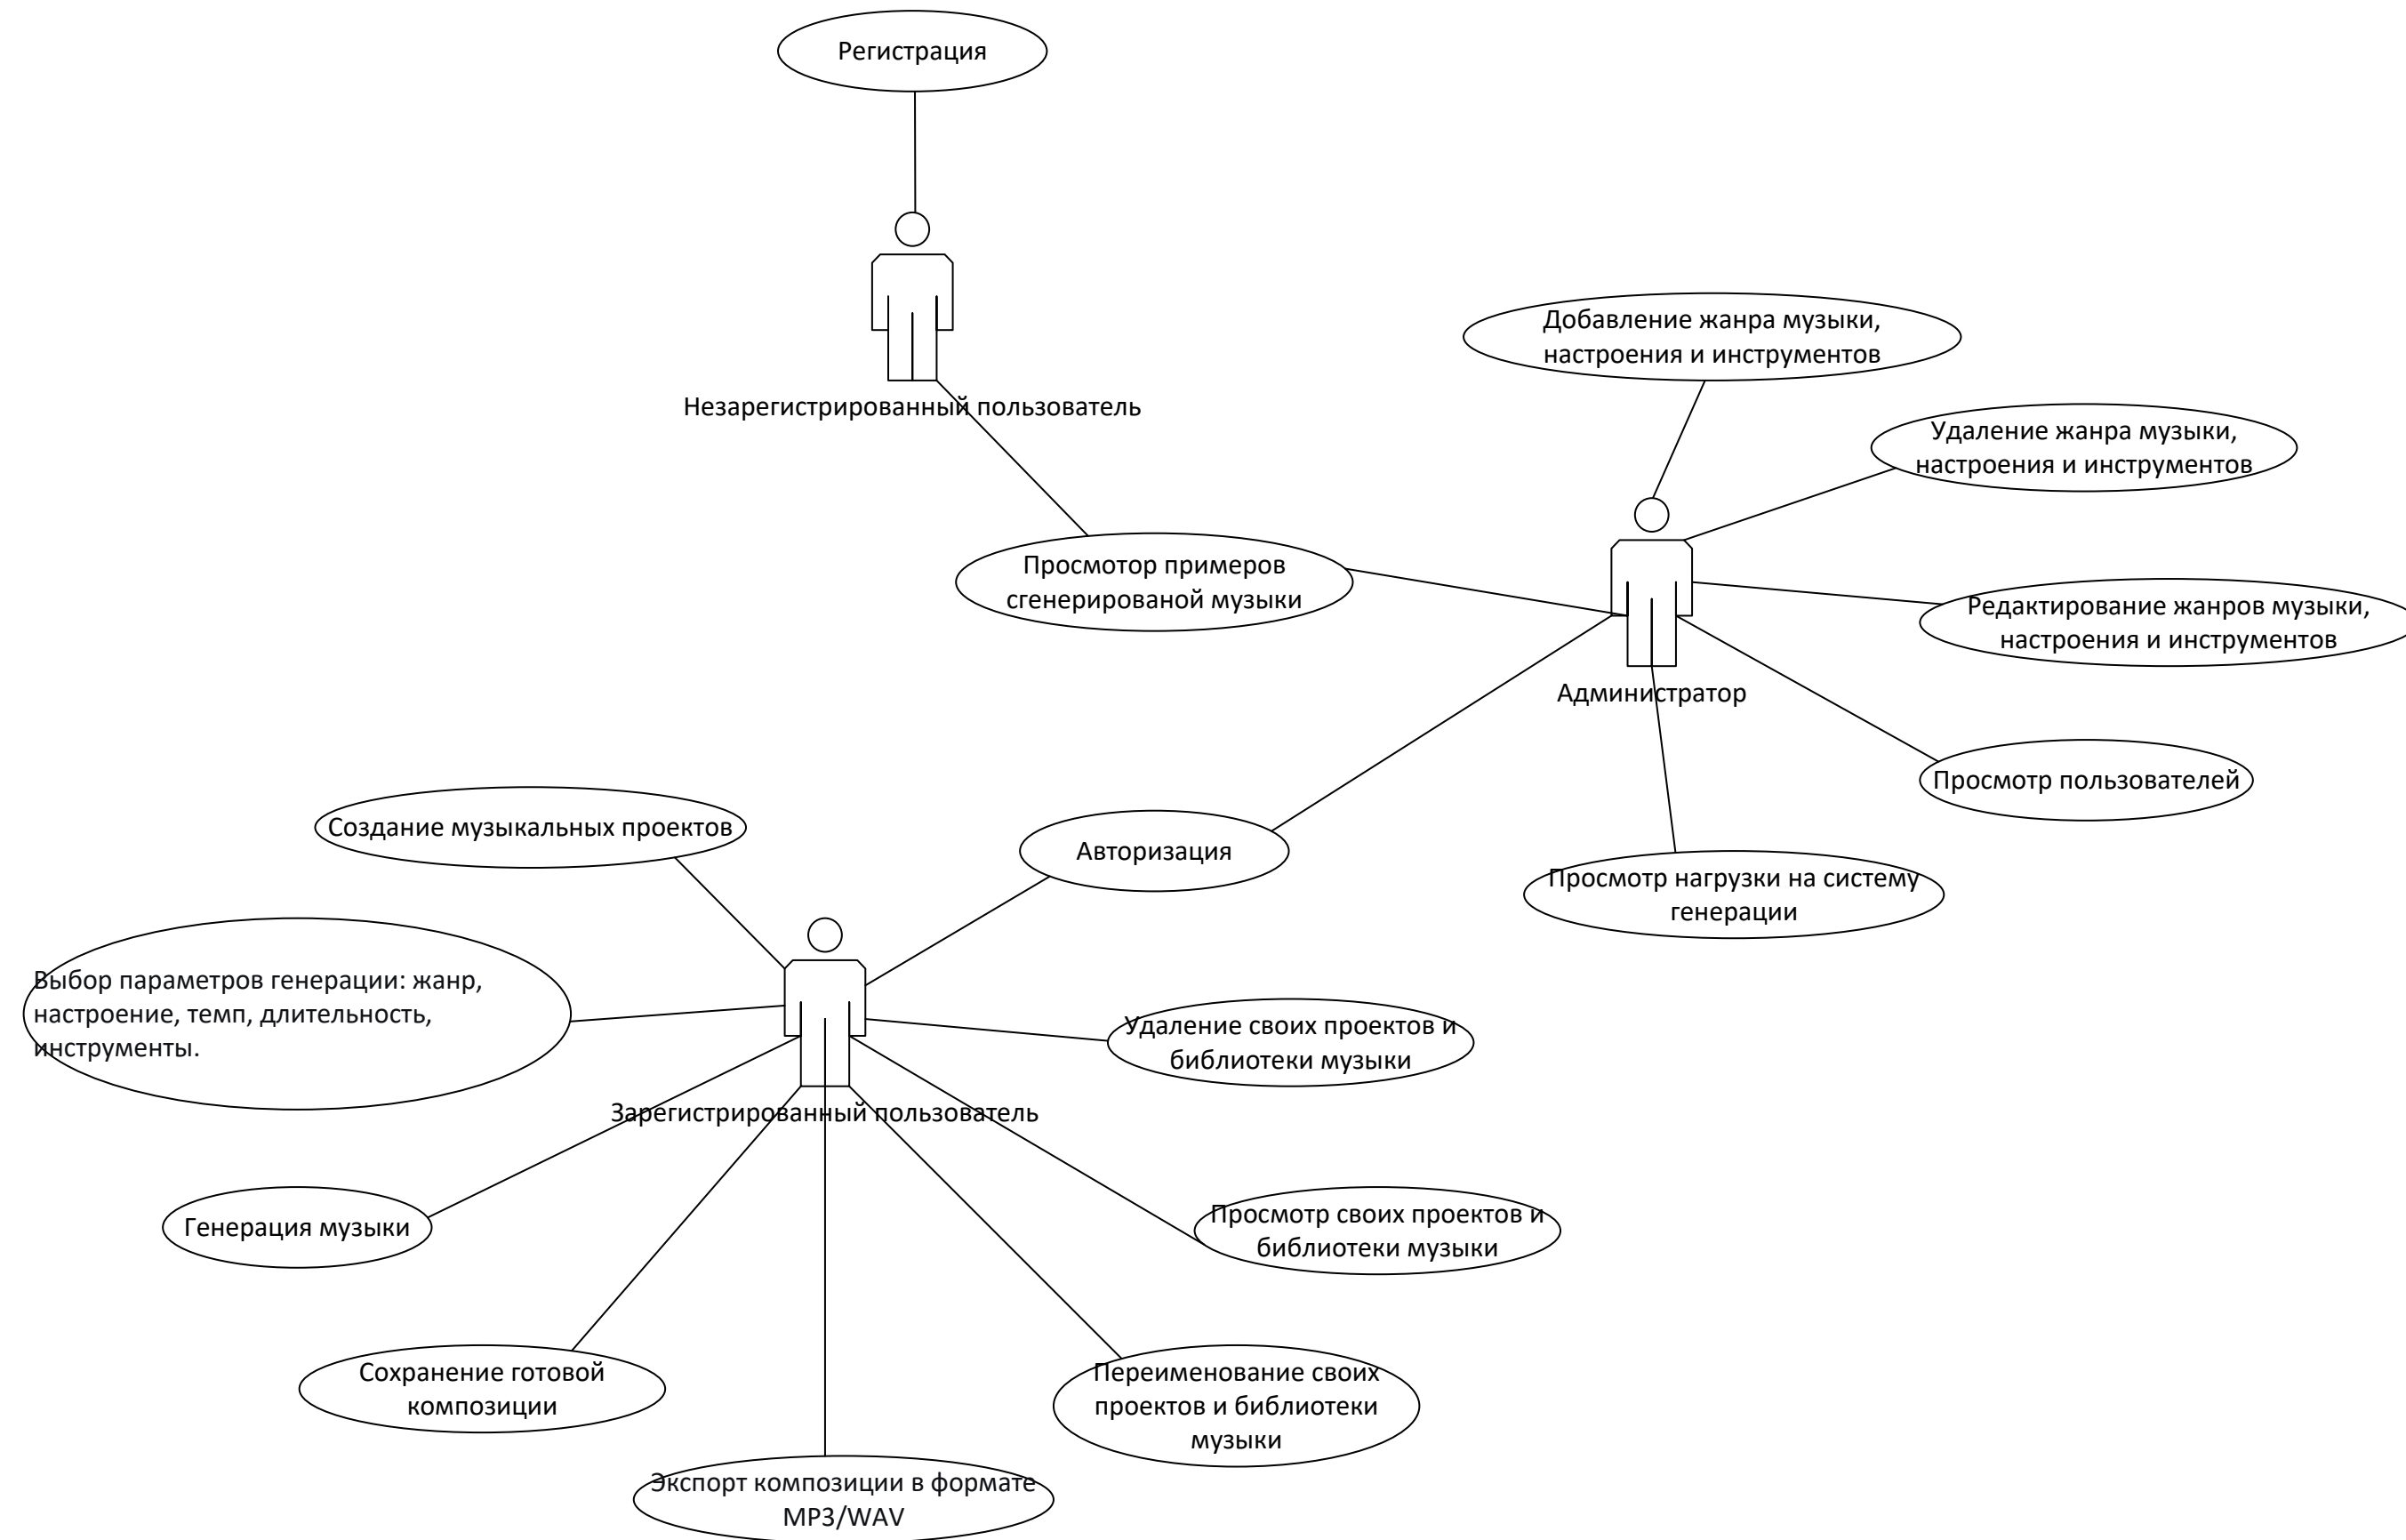 Регистрация
Незарегистрированный пользователь
Добавление жанра музыки,
настроения и инструментов
Удаление жанра музыки,
настроения и инструментов
Просмотор примеров
сгенерированой музыки
Редактирование жанров музыки,
настроения и инструментов
Администратор
Просмотр пользователей
Создание музыкальных проектов
Авторизация
Просмотр нагрузки на систему
генерации
Выбор параметров генерации: жанр,
настроение, темп, длительность,
инструменты.
Удаление своих проектов и
библиотеки музыки
Зарегистрированный пользователь
Генерация музыки
Просмотр своих проектов и
библиотеки музыки
Сохранение готовой
композиции
Переименование своих
проектов и библиотеки
музыки
Экспорт композиции в формате
MP3/WAV